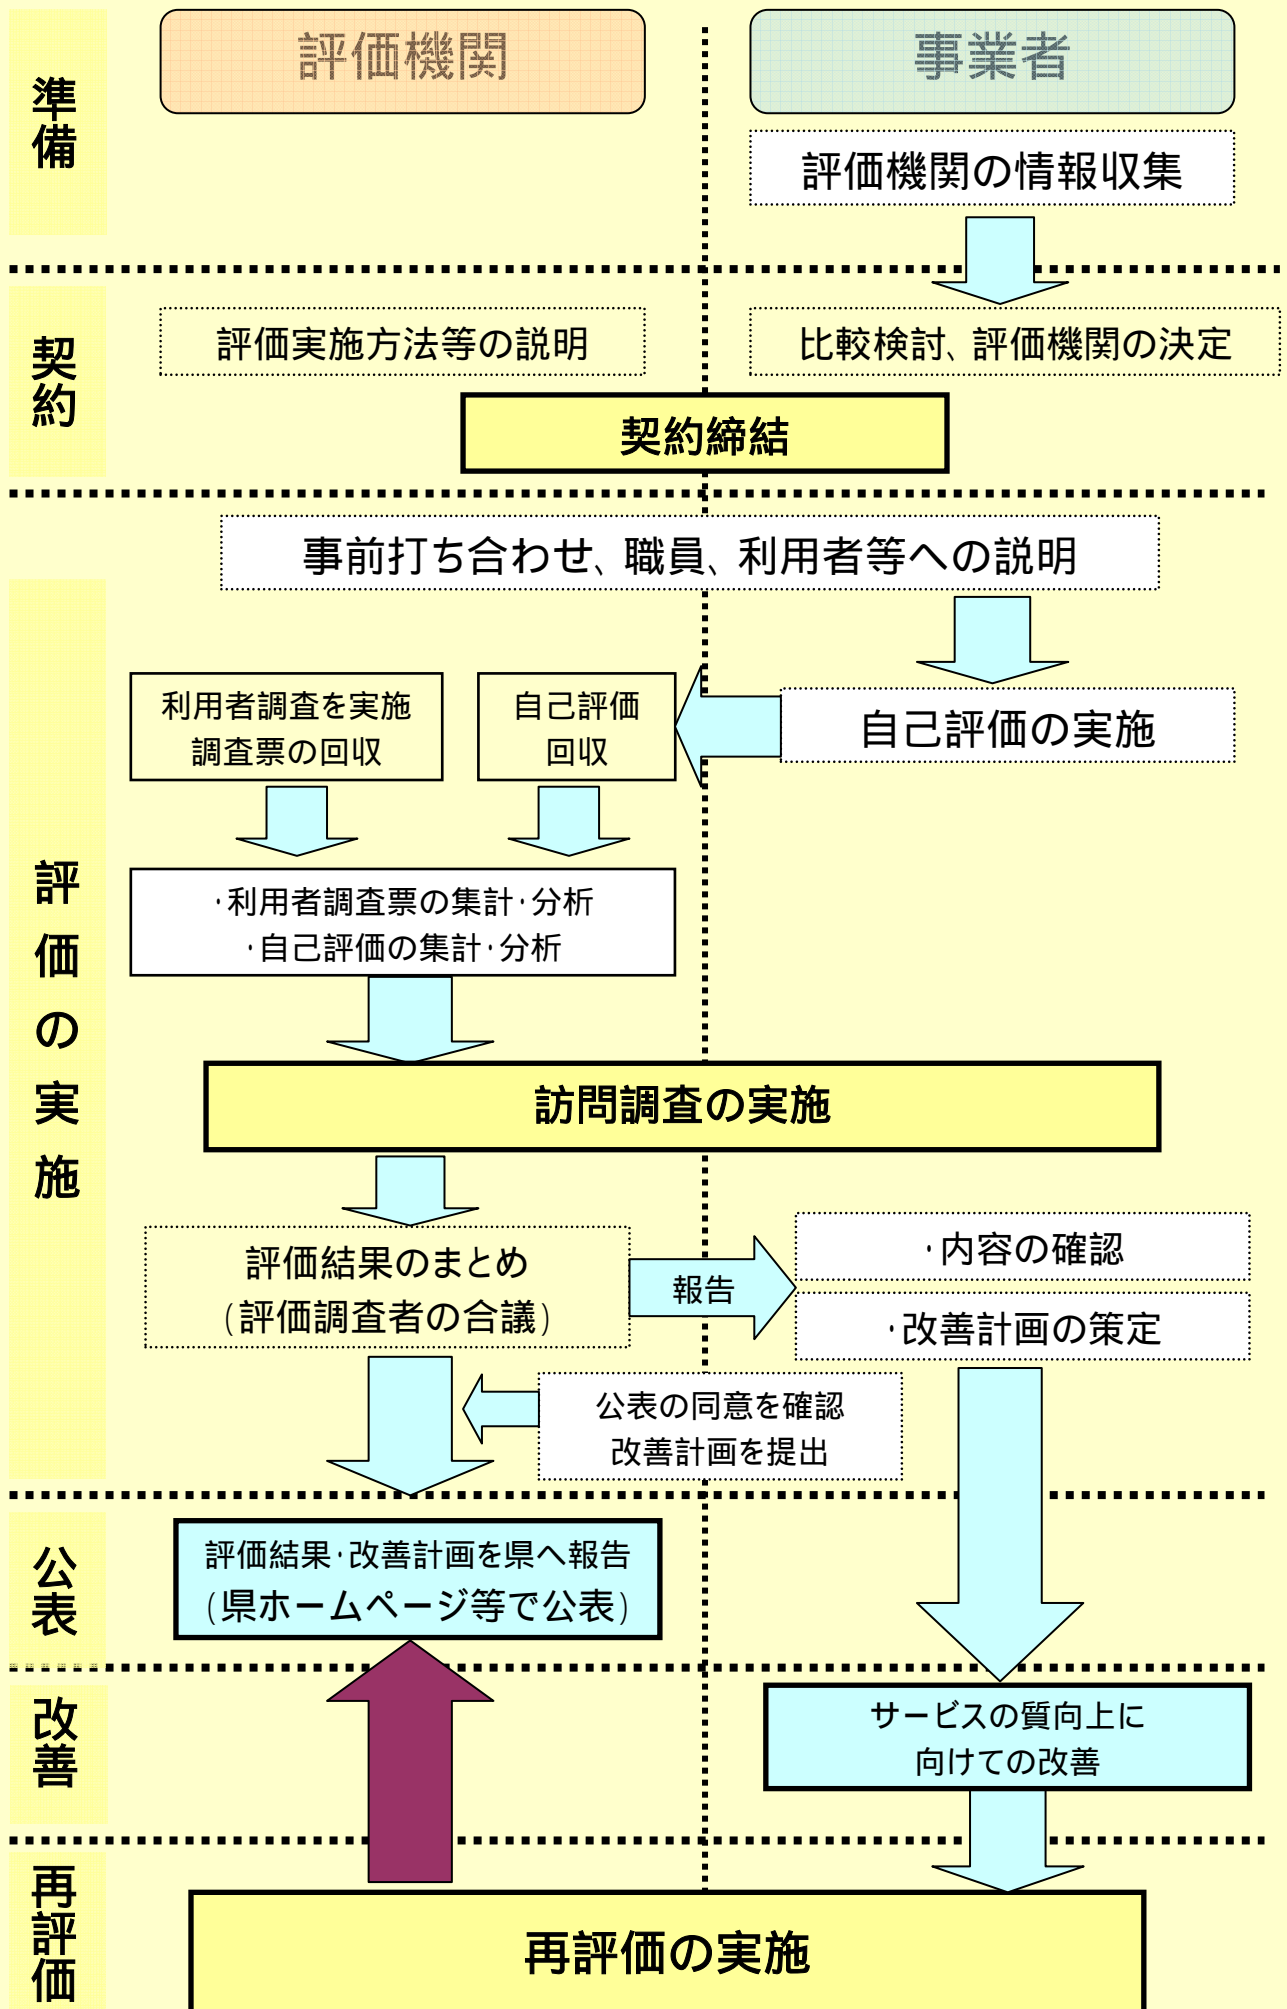 評価機関
事業者
準備
評価機関の情報収集
契約
評価実施方法等の説明
比較検討、評価機関の決定
契約締結
事前打ち合わせ、職員、利用者等への説明
評価の実施
利用者調査を実施
調査票の回収
自己評価
回収
自己評価の実施
・利用者調査票の集計・分析
・自己評価の集計・分析
訪問調査の実施
評価結果のまとめ
(評価調査者の合議)
報告
・内容の確認
・改善計画の策定
公表の同意を確認
改善計画を提出
公表
評価結果・改善計画を県へ報告
(県ホームページ等で公表)
改善
サービスの質向上に
向けての改善
再評価
再評価の実施